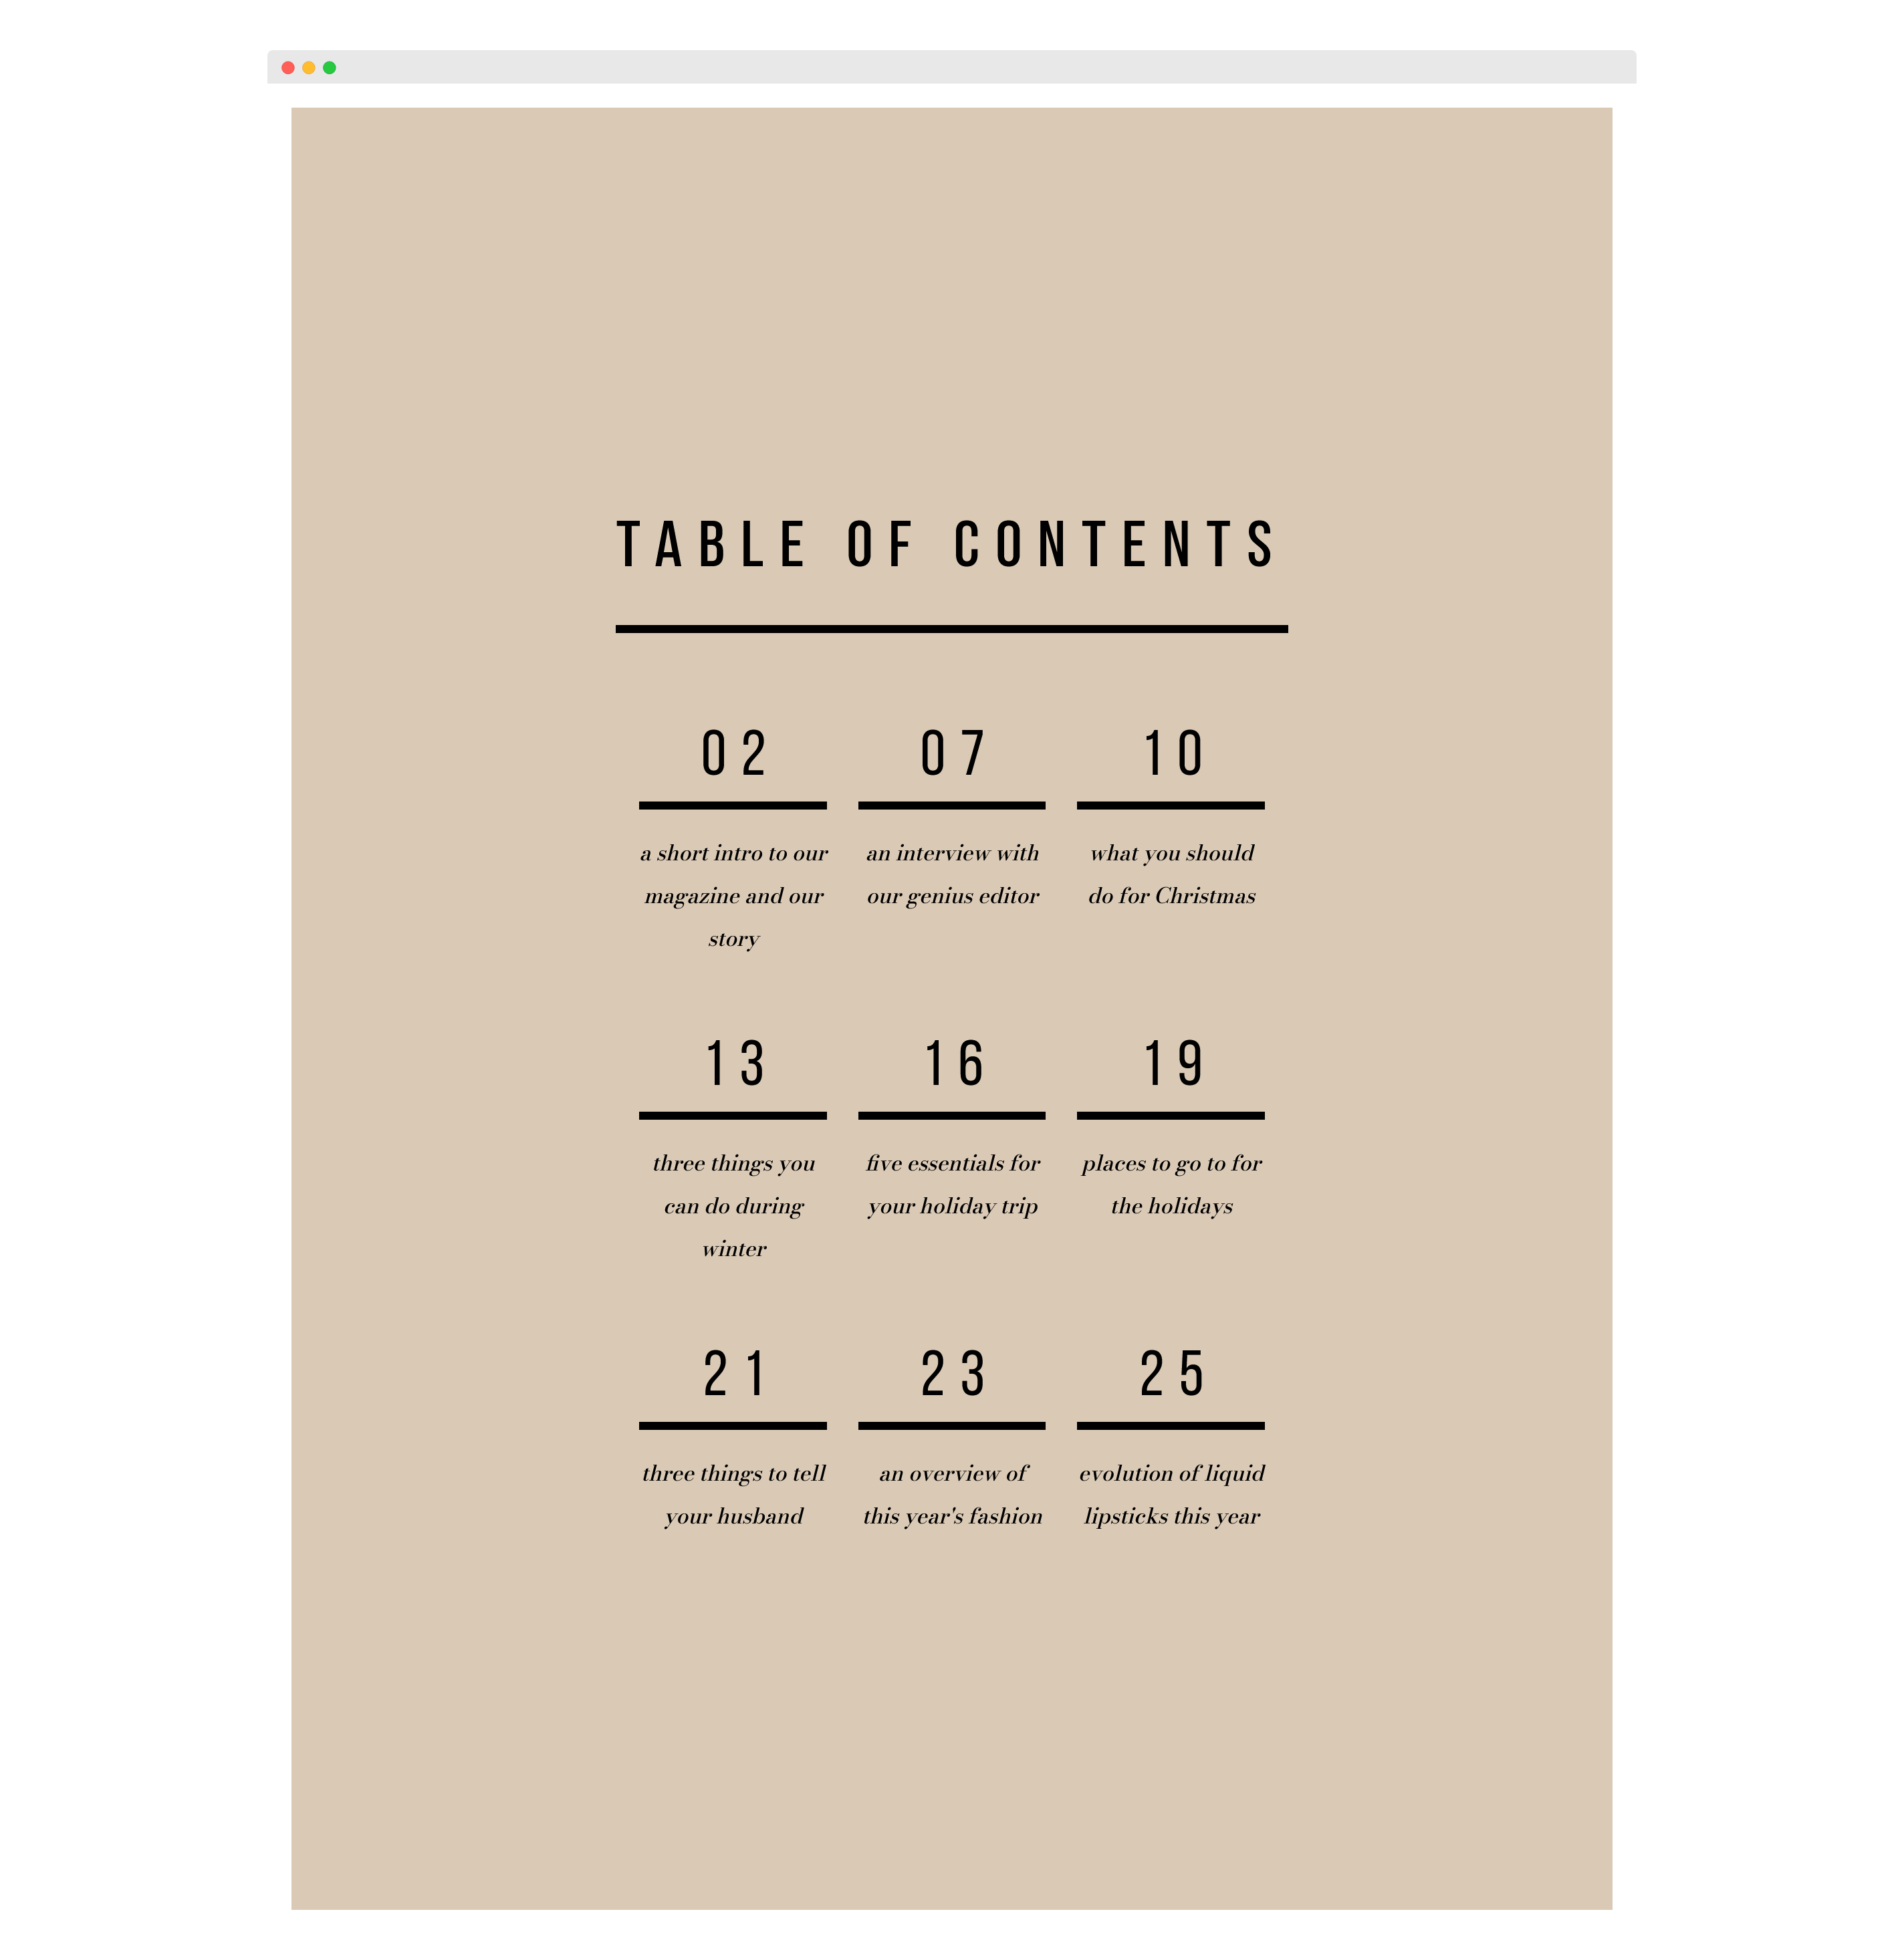 TABLE OF CONTENTS
02
a short intro to our
magazine and our
story
07
an interview with
our genius editor
10
what you should
do for Christmas
13
three things you
can do during
winter
16
five essentials for
your holiday trip
19
places to go to for
the holidays
21
three things to tell
your husband
23
an overview of
this year's fashion
25
evolution of liquid
lipsticks this year